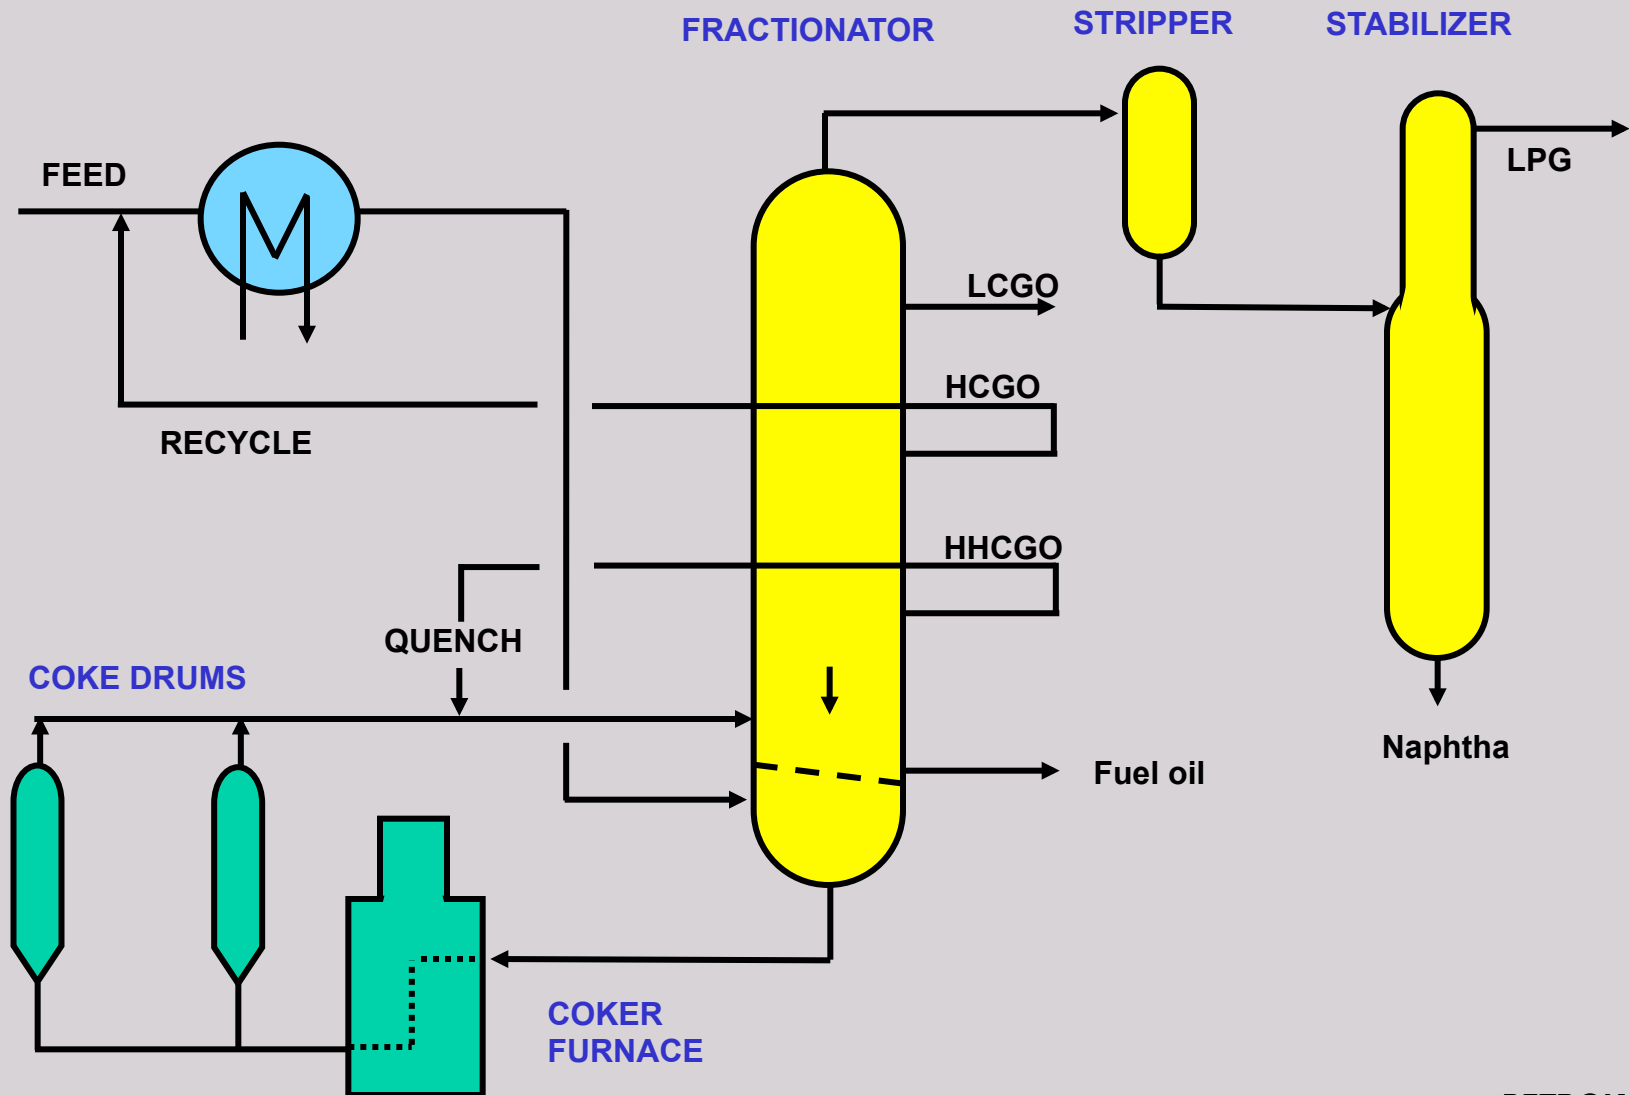 FRACTIONATOR
STRIPPER
STABILIZER
FEED
LPG
LCGO
HCGO
RECYCLE
HHCGO
QUENCH
COKE DRUMS
Naphtha
Fuel oil
COKER
FURNACE